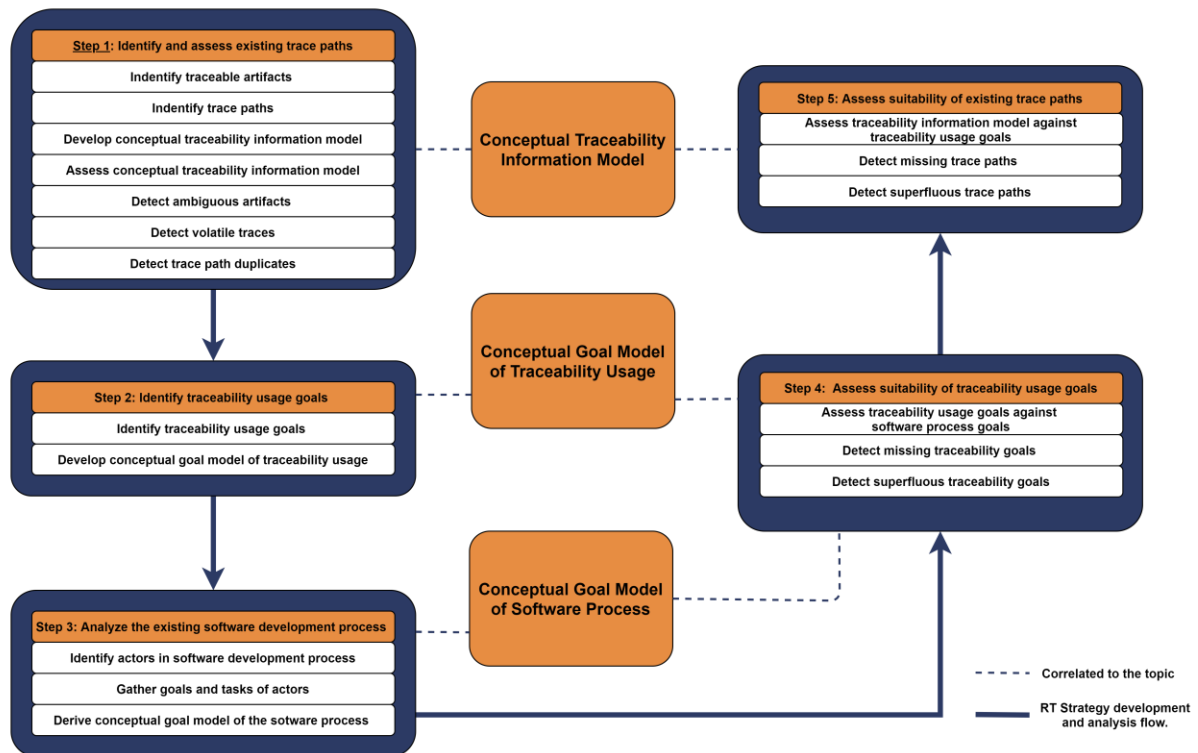 Step 1: Identify and assess existing trace paths
Indentify traceable artifacts
Indentify trace paths
Develop conceptual traceability information model
Assess conceptual traceability information model
Detect ambiguous artifacts
Detect volatile traces
Detect trace path duplicates
Step 2: Identify traceability usage goals
Identify traceability usage goals
Develop conceptual goal model of traceability usage
Step 3: Analyze the existing software development process
Identify actors in software development process
Gather goals and tasks of actors
Derive conceptual goal model of the sotware process
Conceptual Traceability
Information Model
Conceptual Goal Model
of Traceability Usage
Conceptual Goal Model
of Software Process
Step 5: Assess suitability of existing trace paths
Assess traceability information model against
traceability usage goals
Detect missing trace paths
Detect superfluous trace paths
Step 4: Assess suitability of traceability usage goals
Assess traceability usage goals against
software process goals
Detect missing traceability goals
Detect superfluous traceability goals
Correlated to the topic
RT Strategy development
and analysis flow.